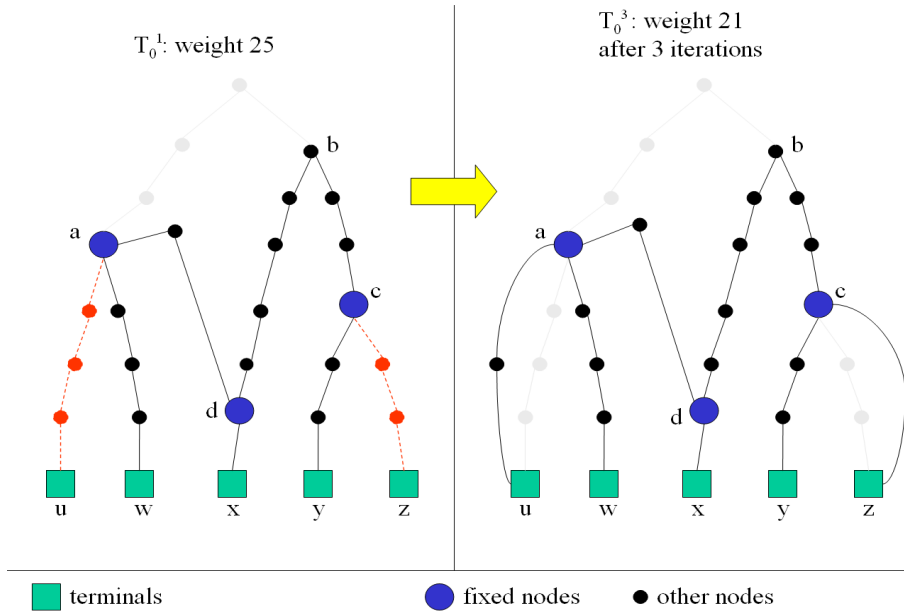 T₀¹: weight 25
b
a
c
d
u w x y z
T₀³: weight 21
after 3 iterations
b
a
c
d
u w x y z
terminals
fixed nodes
other nodes